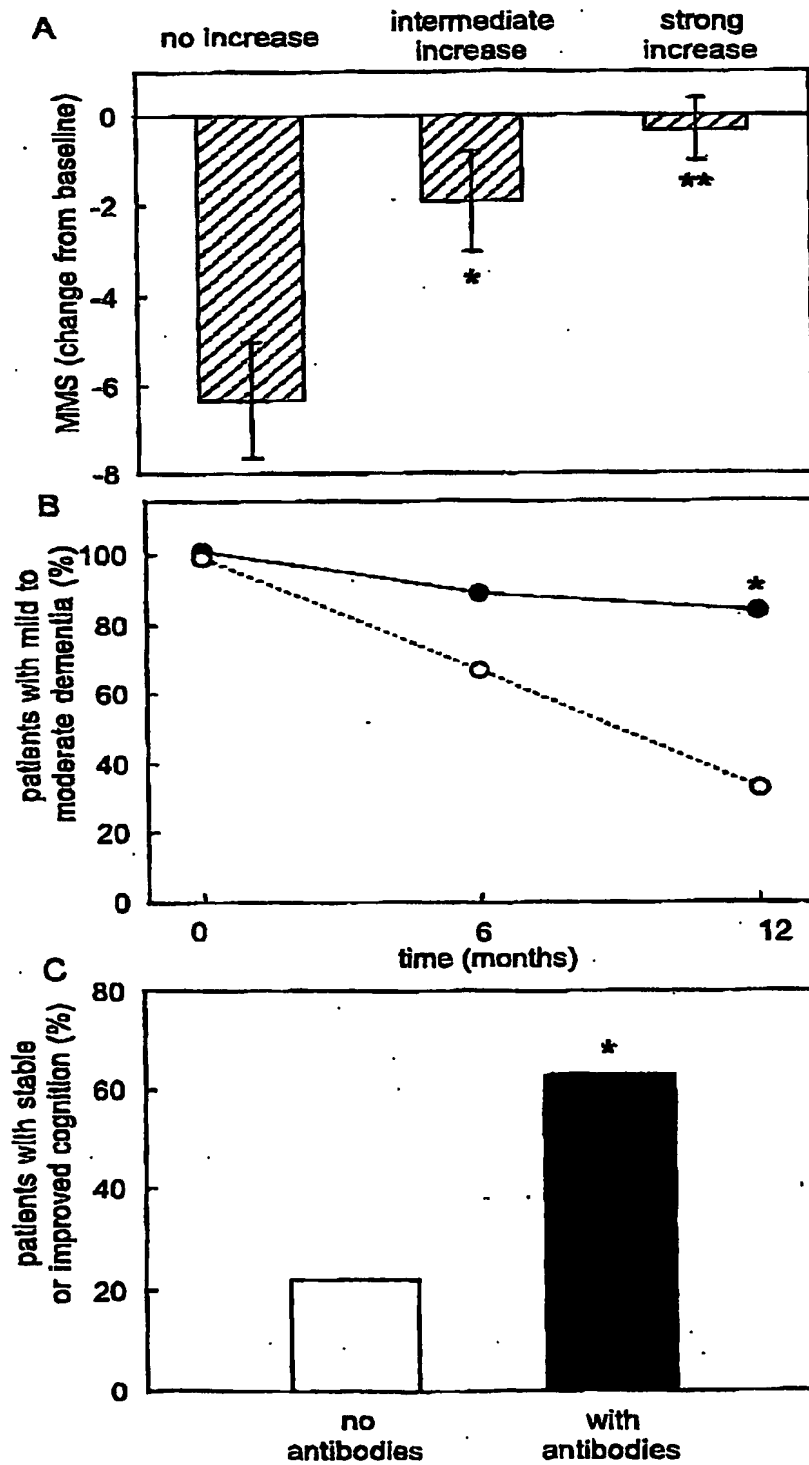 A
no increase
intermediate
increase
strong
increase
MMS (change from baseline)
0
-2
-4
-6
-8
*
**
B
patients with mild to
moderate dementia (%)
100
80
60
40
20
0
*
0
6
12
time (months)
C
patients with stable
or improved cognition (%)
80
60
40
20
0
*
no
antibodies
with
antibodies